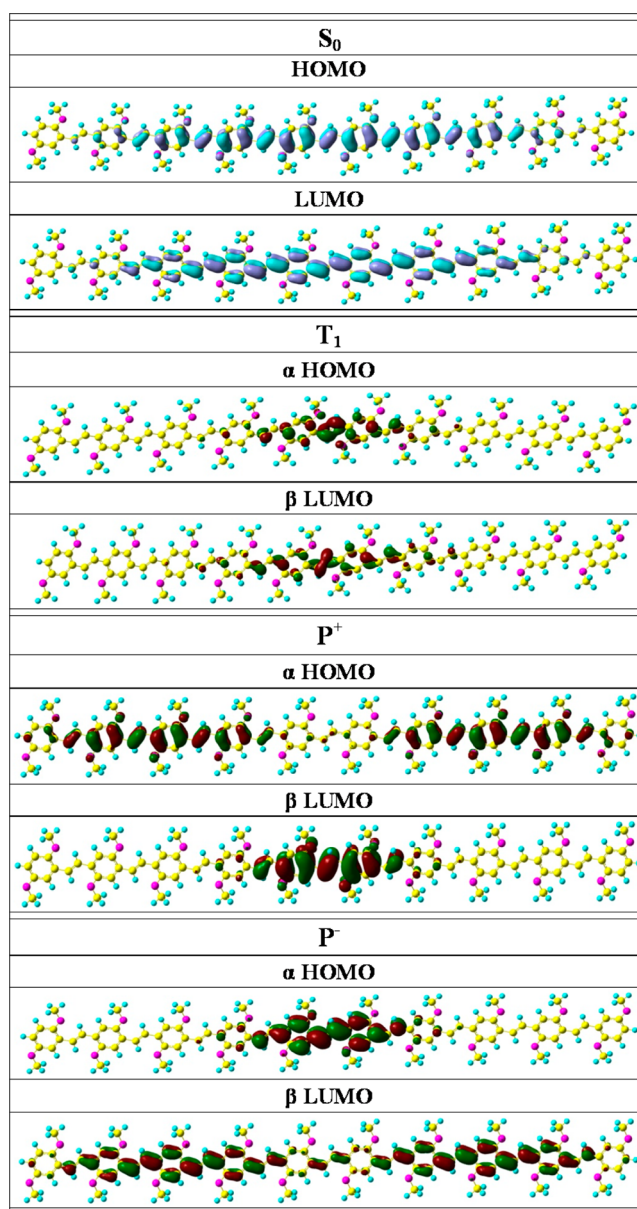 S₀
HOMO
LUMO
T₁
α HOMO
β LUMO
P⁺
α HOMO
β LUMO
P⁻
α HOMO
β LUMO